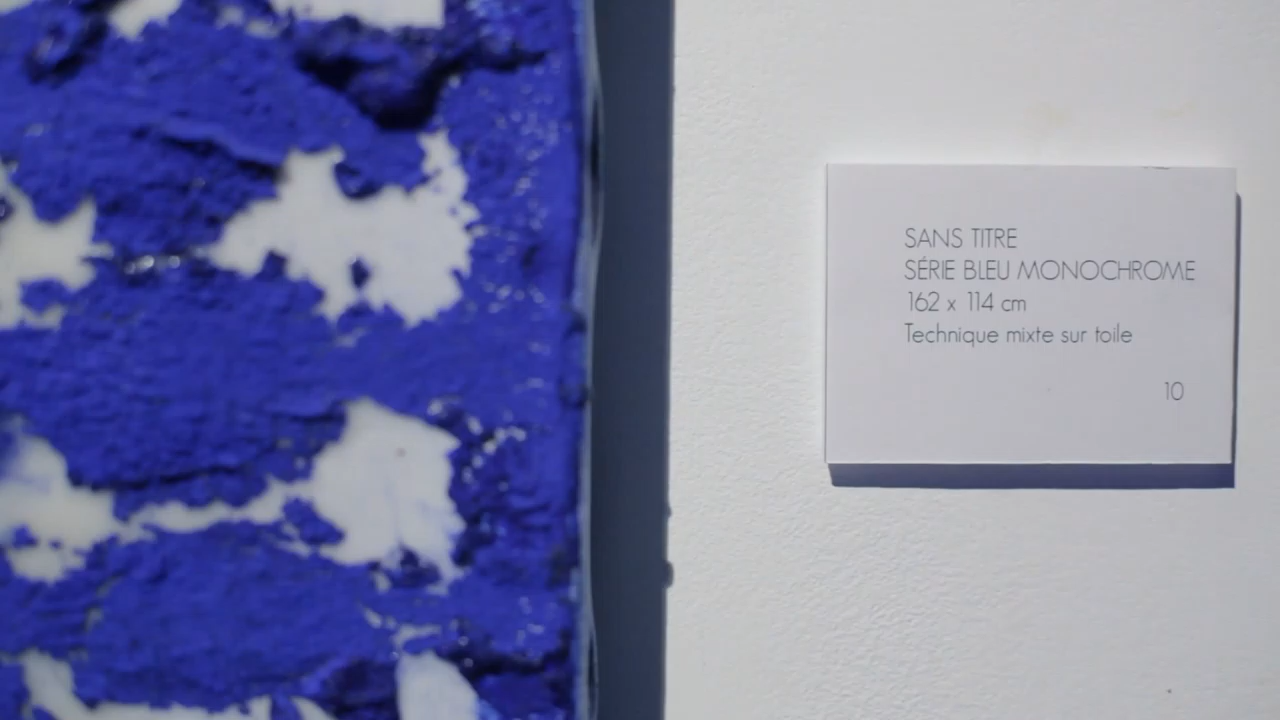 SANS TITRE
SÉRIE BLEU MONOCHROME
162 x 114 cm
Technique mixte sur toile
10